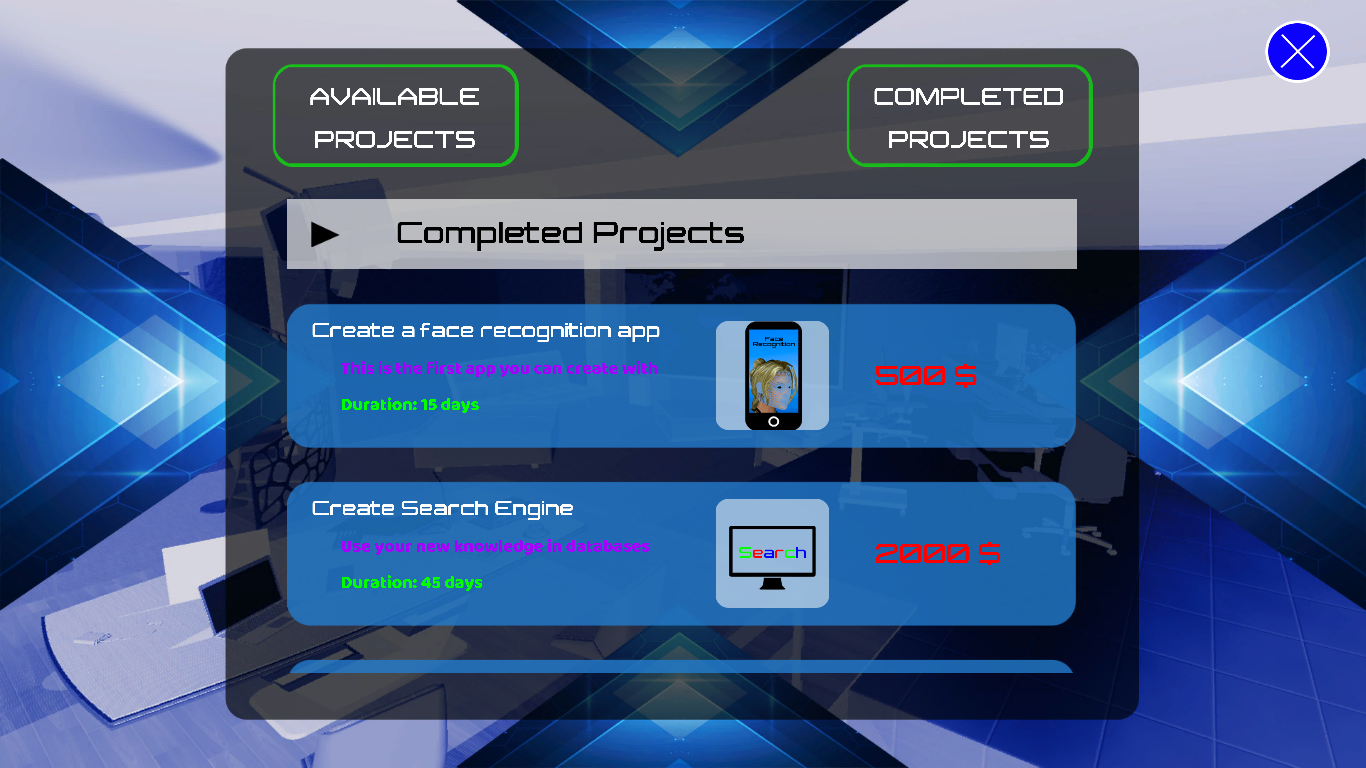 AVAILABLE
PROJECTS
COMPLETED
PROJECTS
Completed Projects
Create a face recognition app
This is the first app you can create with
Duration: 15 days
Face
Recognition
500 $
Create Search Engine
Use your new knowledge in databases
Duration: 45 days
Search
2000 $